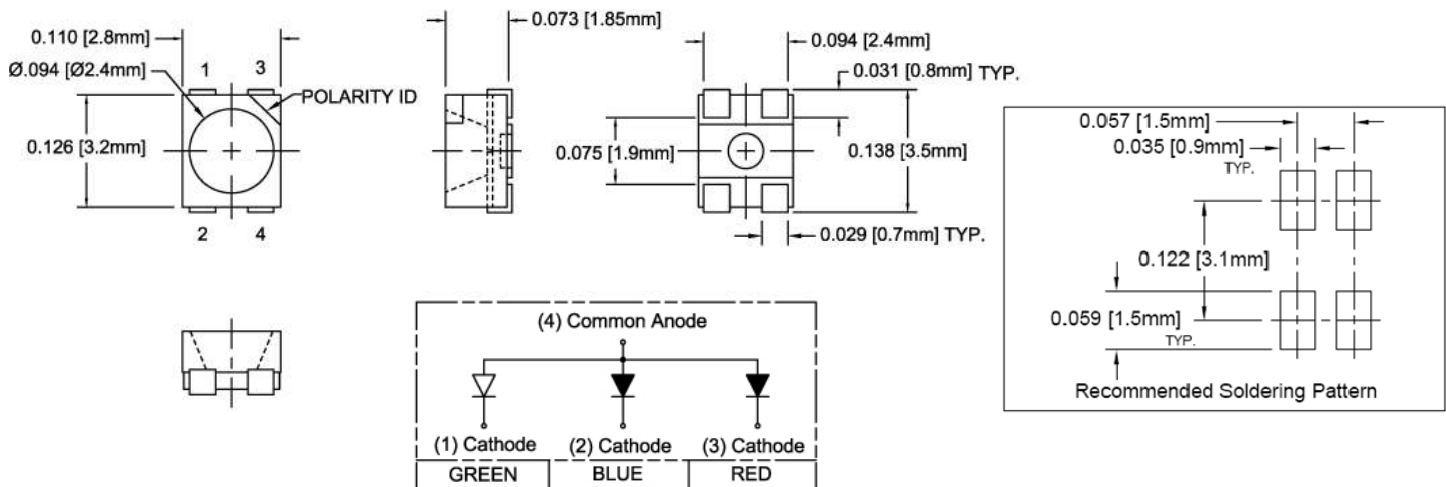 0.110 [2.8mm]
Ø.094 [Ø2.4mm]
1 3
POLARITY ID
0.126 [3.2mm]
2 4
0.073 [1.85mm]
0.094 [2.4mm]
0.031 [0.8mm] TYP.
0.075 [1.9mm]
0.138 [3.5mm]
0.029 [0.7mm] TYP.
0.057 [1.5mm]
0.035 [0.9mm]
TYP.
0.122 [3.1mm]
0.059 [1.5mm]
TYP.
Recommended Soldering Pattern
(4) Common Anode
(1) Cathode (2) Cathode (3) Cathode
GREEN BLUE RED